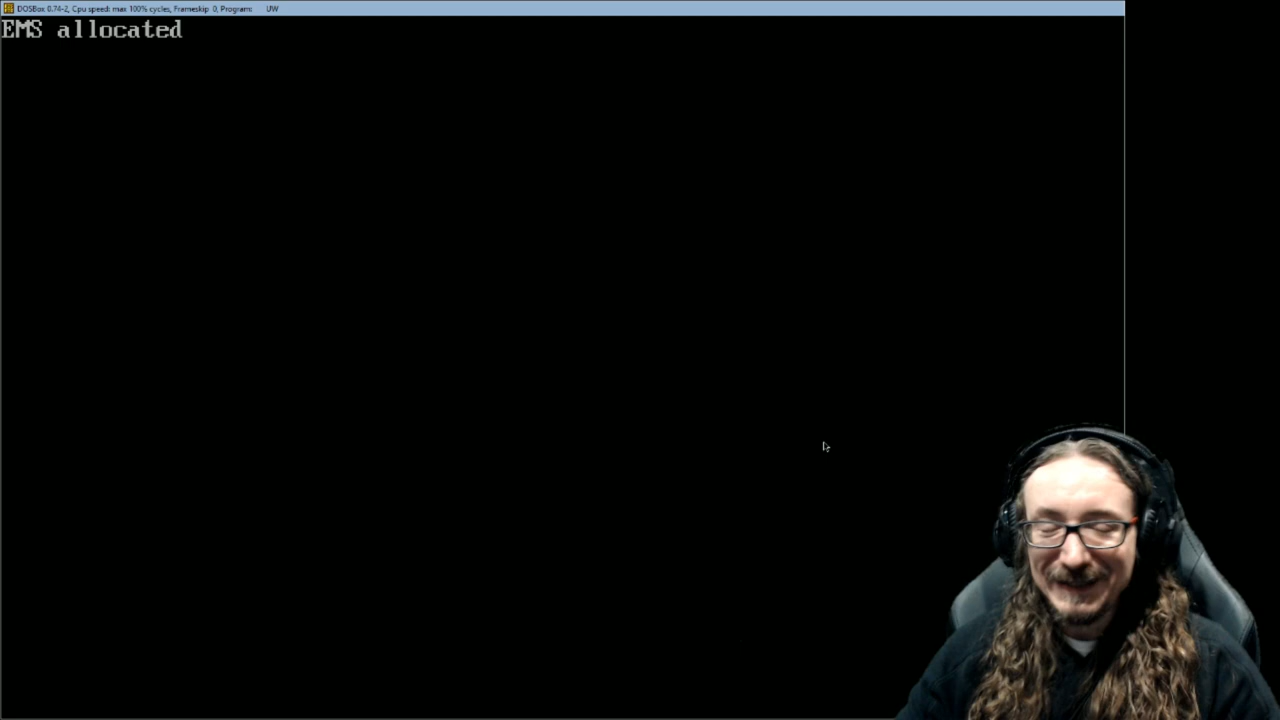 DOSBox 0.74-2, Cpu speed: max 100% cycles, Frameskip 0, Program: UW
EMS allocated